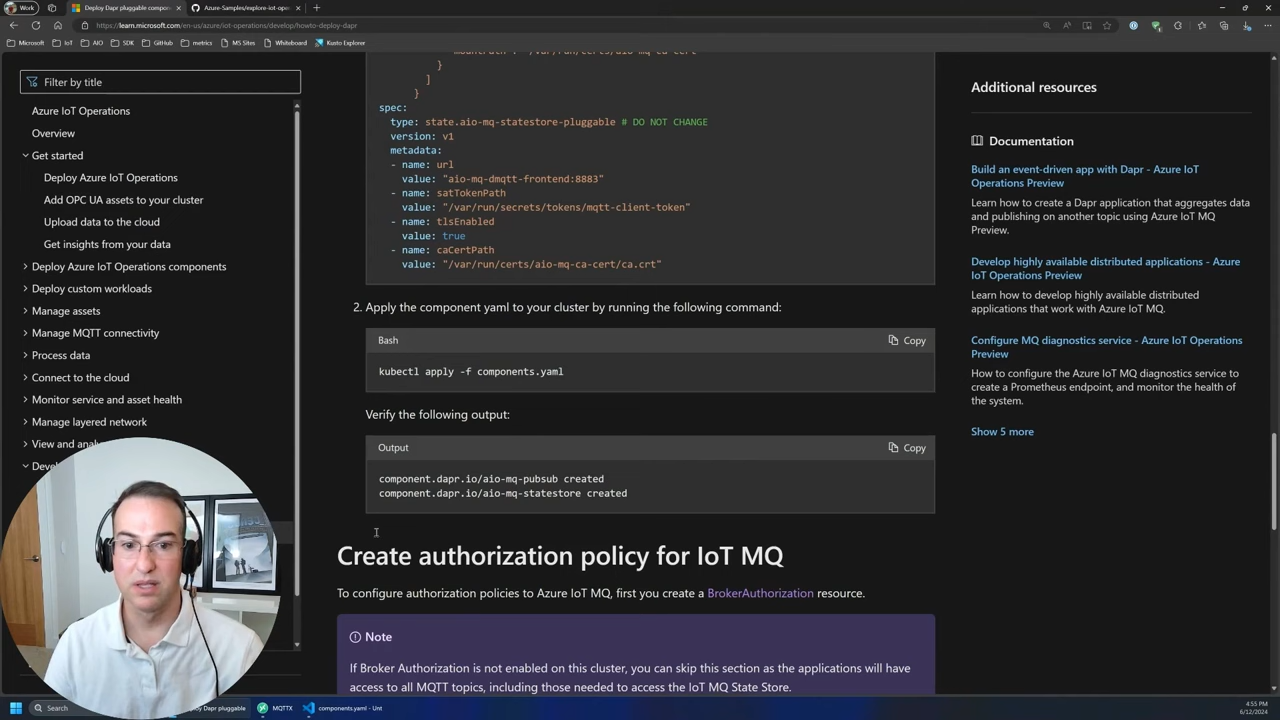 Work
Deploy Dapr pluggable compon
Azure-Samples/explore-iot-oper
https://learn.microsoft.com/en-us/azure/iot-operations/develop/howto-deploy-dapr
Microsoft
IoT
AIO
SDK
GitHub
metrics
MS Sites
Whiteboard
Kusto Explorer
Filter by title
Azure IoT Operations
Overview
Get started
Deploy Azure IoT Operations
Add OPC UA assets to your cluster
Upload data to the cloud
Get insights from your data
Deploy Azure IoT Operations components
Deploy custom workloads
Manage assets
Manage MQTT connectivity
Process data
Connect to the cloud
Monitor service and asset health
Manage layered network
View and analy
Devel
}
]
}
spec:
type: state.aio-mq-statestore-pluggable # DO NOT CHANGE
version: v1
metadata:
- name: url
value: "aio-mq-dmqtt-frontend:8883"
- name: satTokenPath
value: "/var/run/secrets/tokens/mqtt-client-token"
- name: tlsEnabled
value: true
- name: caCertPath
value: "/var/run/certs/aio-mq-ca-cert/ca.crt"
2. Apply the component yaml to your cluster by running the following command:
Bash
Copy
kubectl apply -f components.yaml
Verify the following output:
Output
Copy
component.dapr.io/aio-mq-pubsub created
component.dapr.io/aio-mq-statestore created
Create authorization policy for IoT MQ
To configure authorization policies to Azure IoT MQ, first you create a BrokerAuthorization resource.
Note
If Broker Authorization is not enabled on this cluster, you can skip this section as the applications will have
access to all MQTT topics, including those needed to access the IoT MQ State Store.
Additional resources
Documentation
Build an event-driven app with Dapr - Azure IoT
Operations Preview
Learn how to create a Dapr application that aggregates data
and publishing on another topic using Azure IoT MQ
Preview.
Develop highly available distributed applications - Azure
IoT Operations Preview
Learn how to develop highly available distributed
applications that work with Azure IoT MQ.
Configure MQ diagnostics service - Azure IoT Operations
Preview
How to configure the Azure IoT MQ diagnostics service to
create a Prometheus endpoint, and monitor the health of
the system.
Show 5 more
Search
loy Dapr pluggable
MQTTX
components.yaml - Unt
4:55 PM
6/12/2024